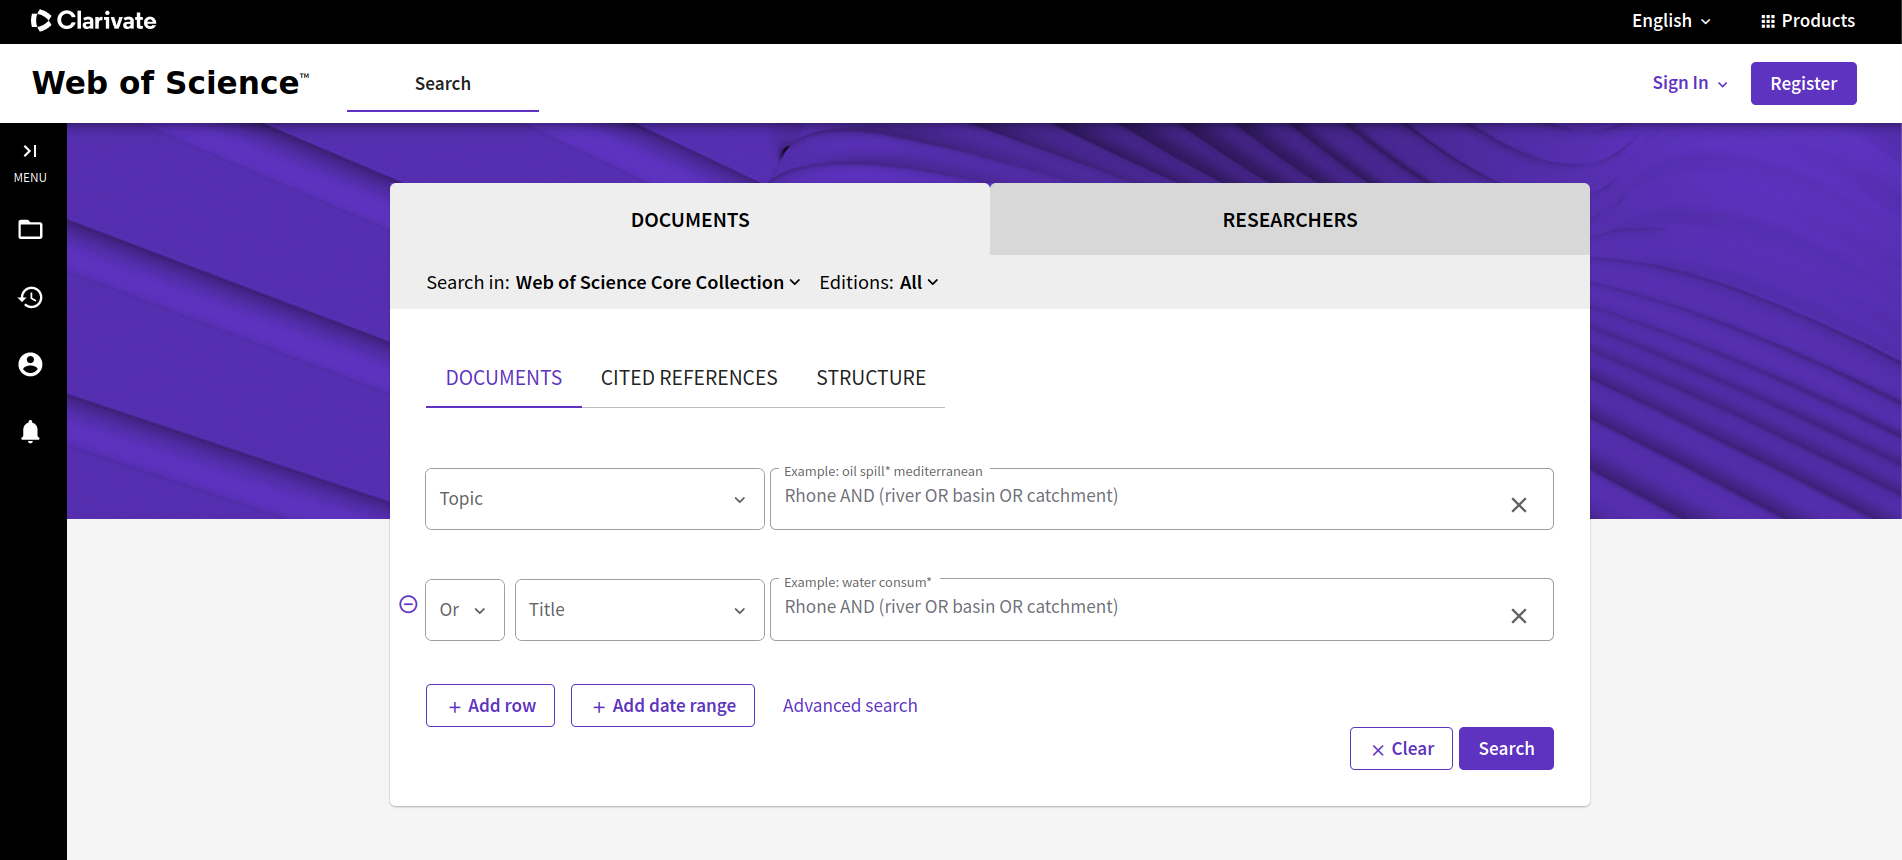 Clarivate
English
Products
Web of Science™
Search
Sign In
Register
MENU
DOCUMENTS
RESEARCHERS
Search in: Web of Science Core Collection
Editions: All
DOCUMENTS
CITED REFERENCES
STRUCTURE
Topic
Example: oil spill* mediterranean
Rhone AND (river OR basin OR catchment)
Or
Title
Example: water consum*
Rhone AND (river OR basin OR catchment)
+ Add row
+ Add date range
Advanced search
× Clear
Search